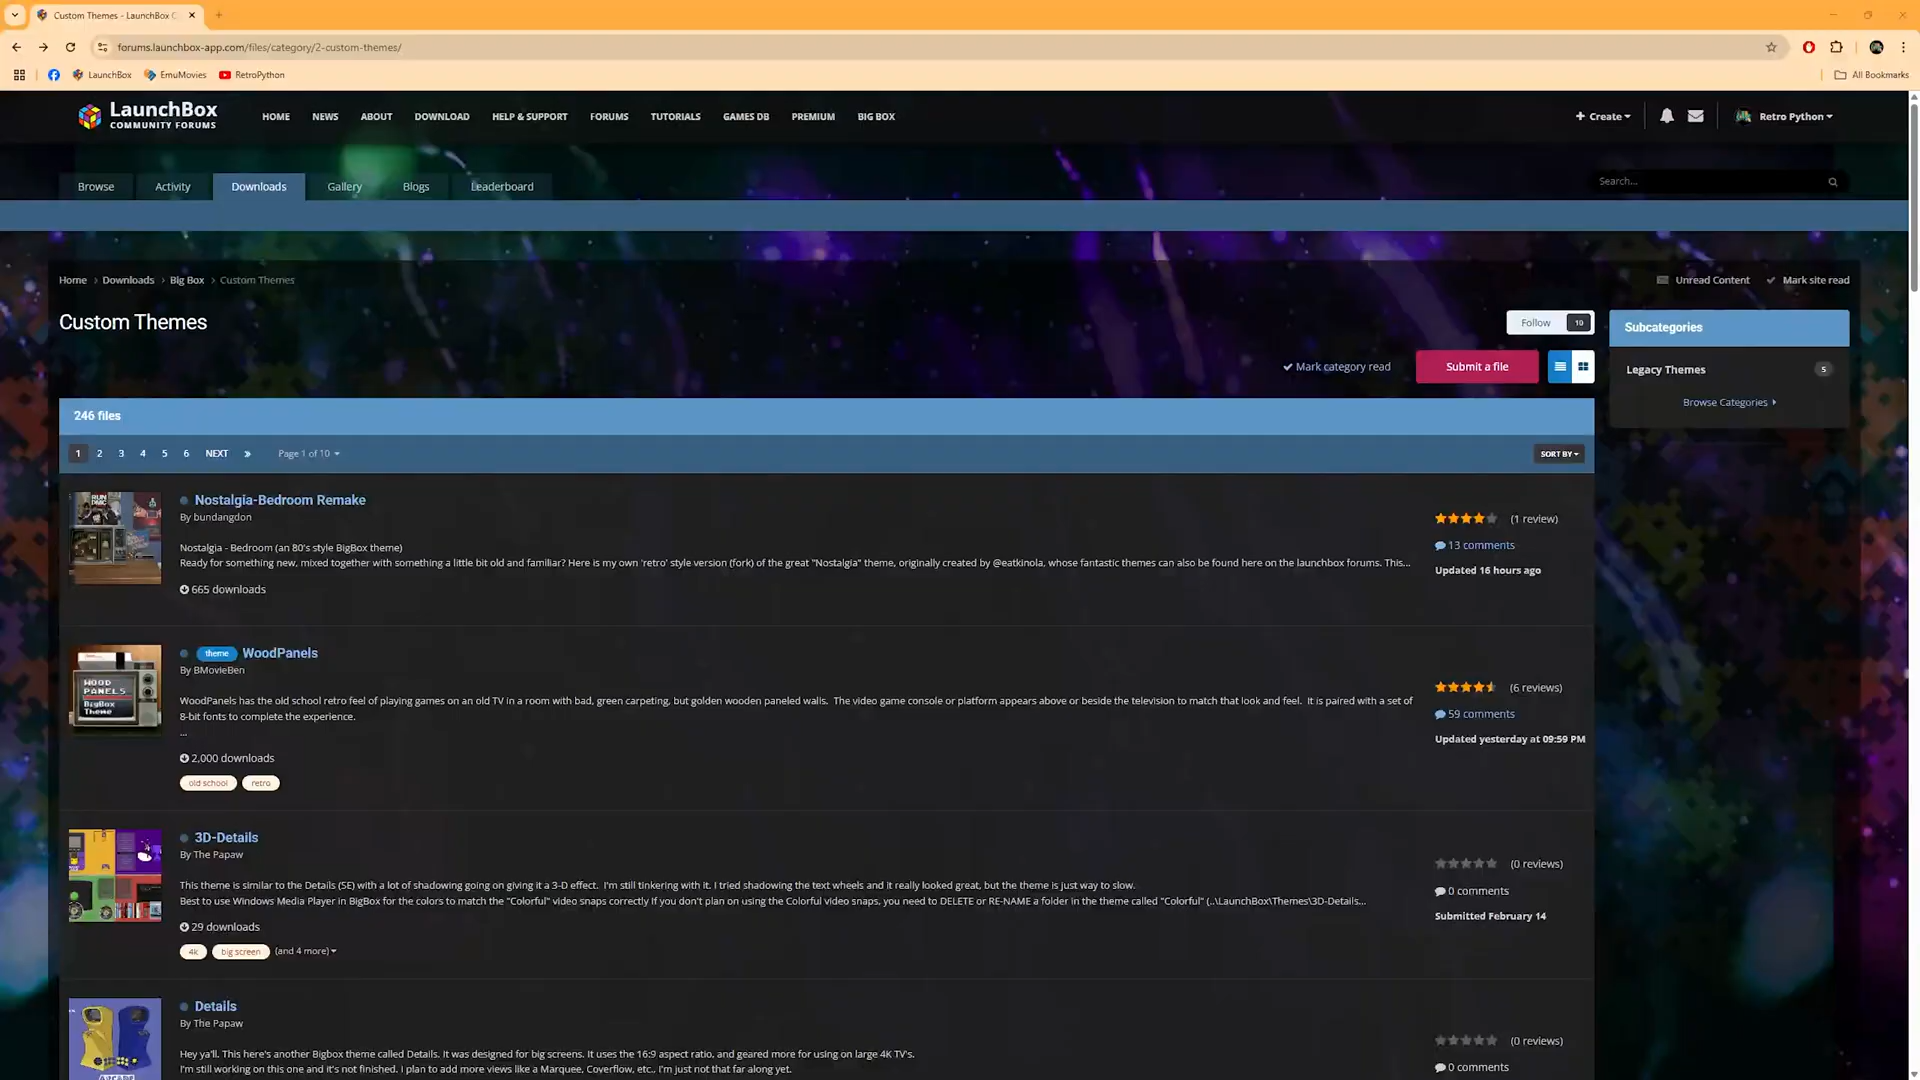 Custom Themes - LaunchBox C
forums.launchbox-app.com/files/category/2-custom-themes/
LaunchBox EmuMovies RetroPython All Bookmarks
LaunchBox
COMMUNITY FORUMS
HOME NEWS ABOUT DOWNLOAD HELP & SUPPORT FORUMS TUTORIALS GAMES DB PREMIUM BIG BOX
+ Create Retro Python
Browse Activity Downloads Gallery Blogs Leaderboard
Search...
Home > Downloads > Big Box > Custom Themes
Unread Content Mark site read
Custom Themes
Follow 10
Mark category read Submit a file
Subcategories
Legacy Themes 5
Browse Categories
246 files
1 2 3 4 5 6 NEXT » Page 1 of 10
SORT BY
RUN
DMC
Nostalgia-Bedroom Remake
By bundangdon
Nostalgia - Bedroom (an 80's style BigBox theme)
Ready for something new, mixed together with something a little bit old and familiar? Here is my own 'retro' style version (fork) of the great "Nostalgia" theme, originally created by @eatkinola, whose fantastic themes can also be found here on the launchbox forums. This...
665 downloads
(1 review)
13 comments
Updated 16 hours ago
WOOD
PANELS
BigBox
Theme
theme WoodPanels
By BMovieBen
WoodPanels has the old school retro feel of playing games on an old TV in a room with bad, green carpeting, but golden wooden paneled walls. The video game console or platform appears above or beside the television to match that look and feel. It is paired with a set of
8-bit fonts to complete the experience.
...
2,000 downloads
old school retro
(6 reviews)
59 comments
Updated yesterday at 09:59 PM
3D-Details
By The Papaw
This theme is similar to the Details (SE) with a lot of shadowing going on giving it a 3-D effect. I'm still tinkering with it. I tried shadowing the text wheels and it really looked great, but the theme is just way to slow.
Best to use Windows Media Player in BigBox for the colors to match the "Colorful" video snaps correctly If you don't plan on using the Colorful video snaps, you need to DELETE or RE-NAME a folder in the theme called "Colorful" (..\LaunchBox\Themes\3D-Details...
29 downloads
4k big screen (and 4 more)
(0 reviews)
0 comments
Submitted February 14
Details
By The Papaw
Hey ya'll. This here's another Bigbox theme called Details. It was designed for big screens. It uses the 16:9 aspect ratio, and geared more for using on large 4K TV's.
I'm still working on this one and it's not finished. I plan to add more views like a Marquee, Coverflow, etc.. I'm just not that far along yet.
(0 reviews)
0 comments
ARCADE